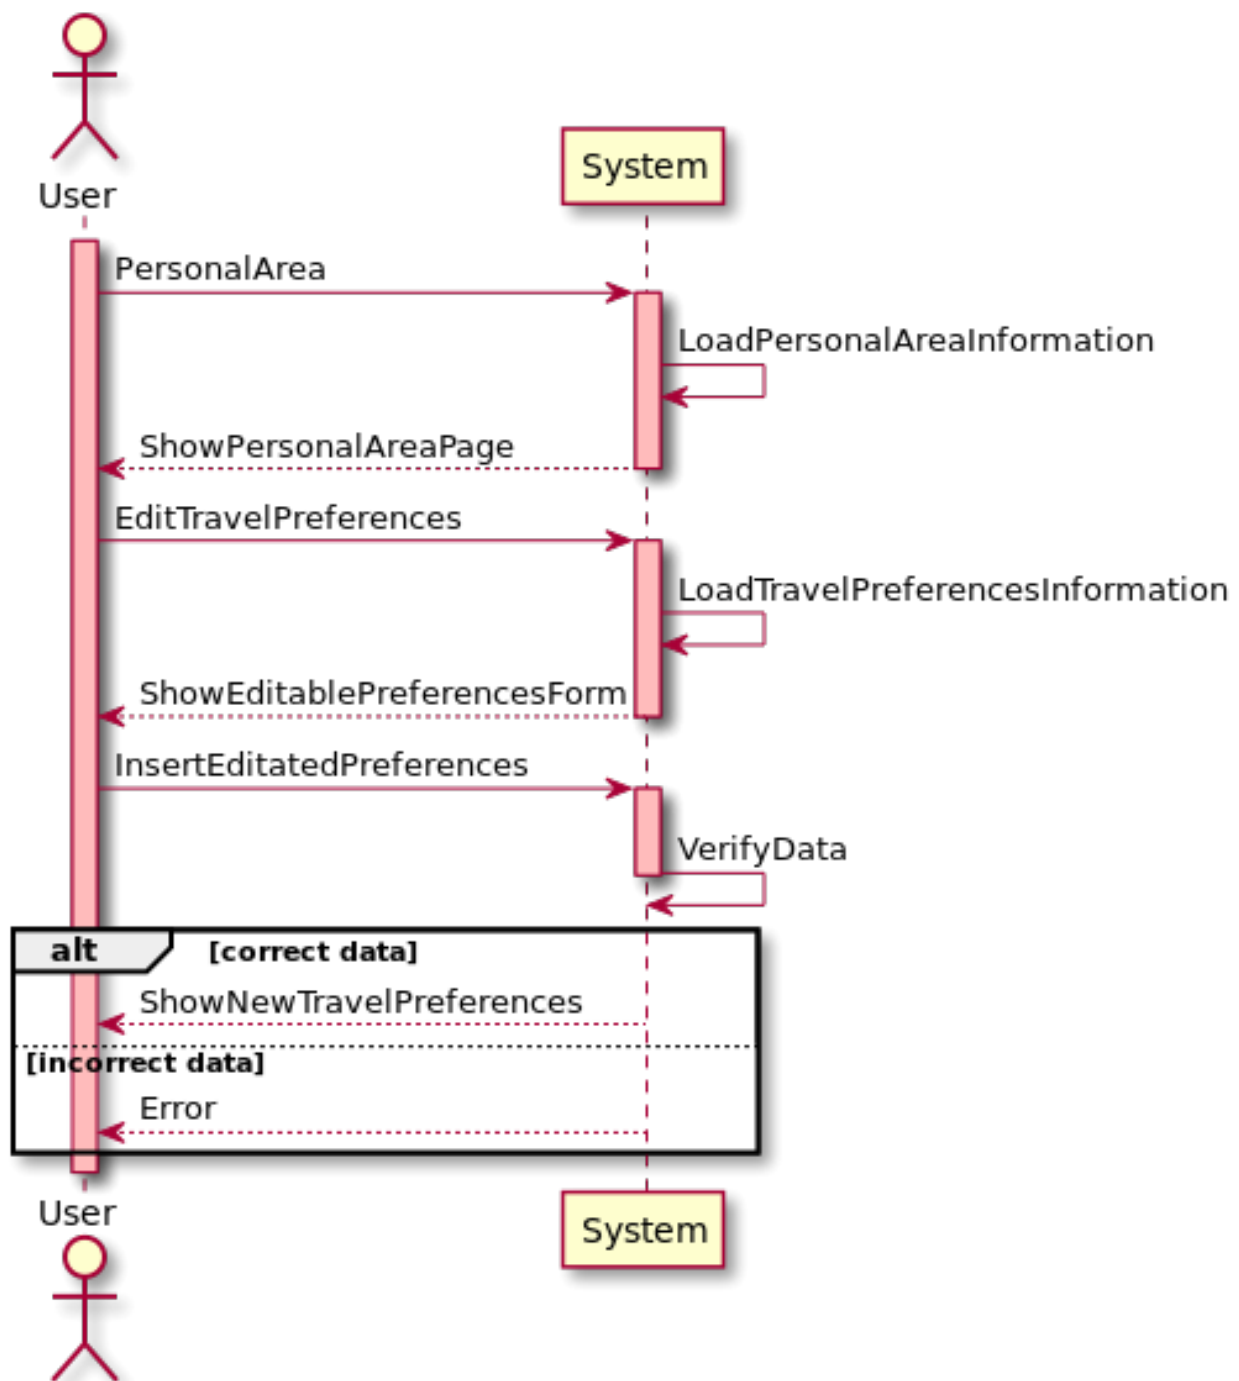 User
System
PersonalArea
LoadPersonalAreaInformation
ShowPersonalAreaPage
EditTravelPreferences
LoadTravelPreferencesInformation
ShowEditablePreferencesForm
InsertEditatedPreferences
VerifyData
alt [correct data]
ShowNewTravelPreferences
[incorrect data]
Error
User
System